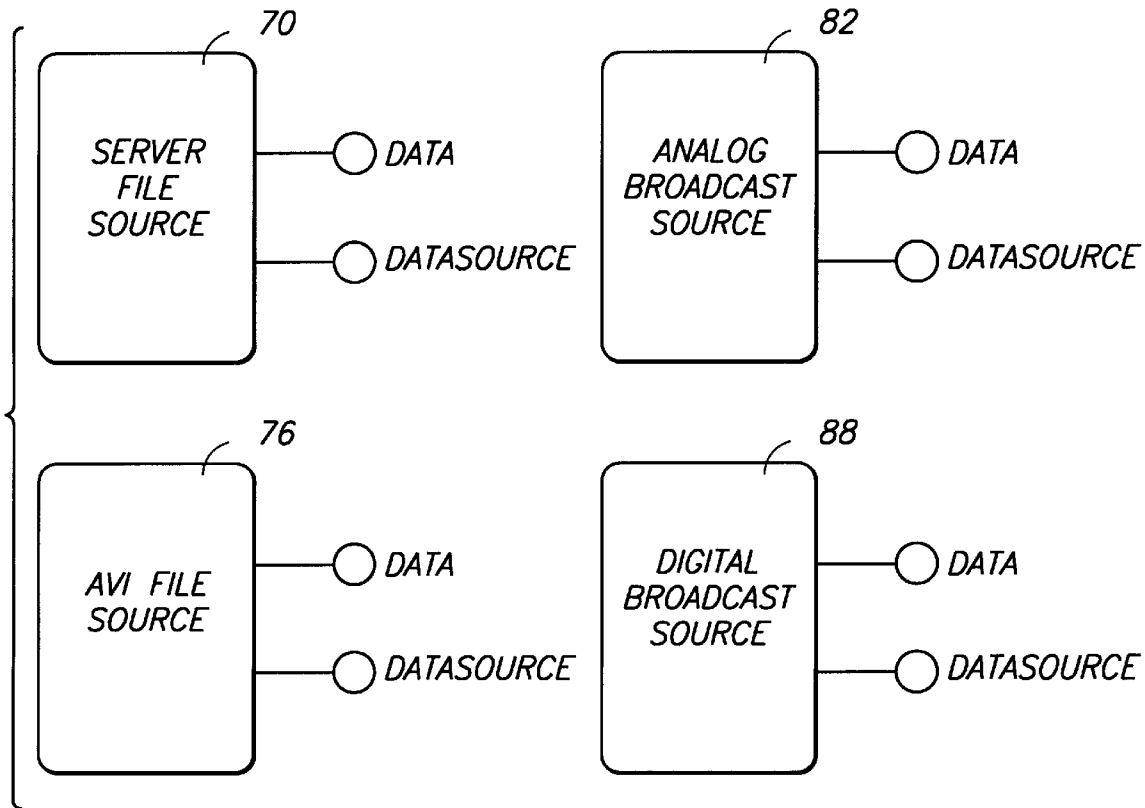 70
SERVER
FILE
SOURCE
DATA
DATASOURCE
82
ANALOG
BROADCAST
SOURCE
DATA
DATASOURCE
76
AVI FILE
SOURCE
DATA
DATASOURCE
88
DIGITAL
BROADCAST
SOURCE
DATA
DATASOURCE